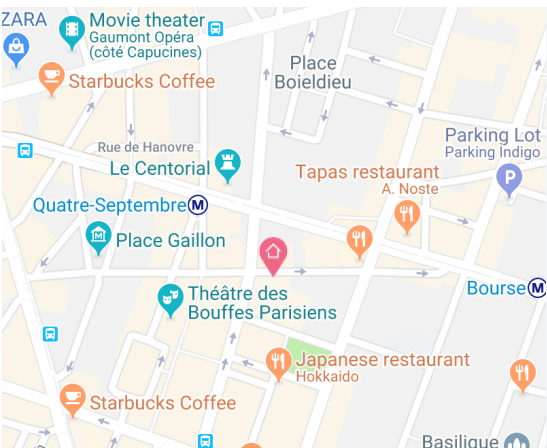 ZARA
Movie theater
Gaumont Opéra
(côté Capucines)
Starbucks Coffee
Place
Boieldieu
Rue de Hanovre
Le Centorial
Parking Lot
Parking Indigo
P
Tapas restaurant
A. Noste
Quatre-Septembre M
Place Gaillon
Bourse M
Théâtre des
Bouffes Parisiens
Japanese restaurant
Hokkaido
Starbucks Coffee
Basilique